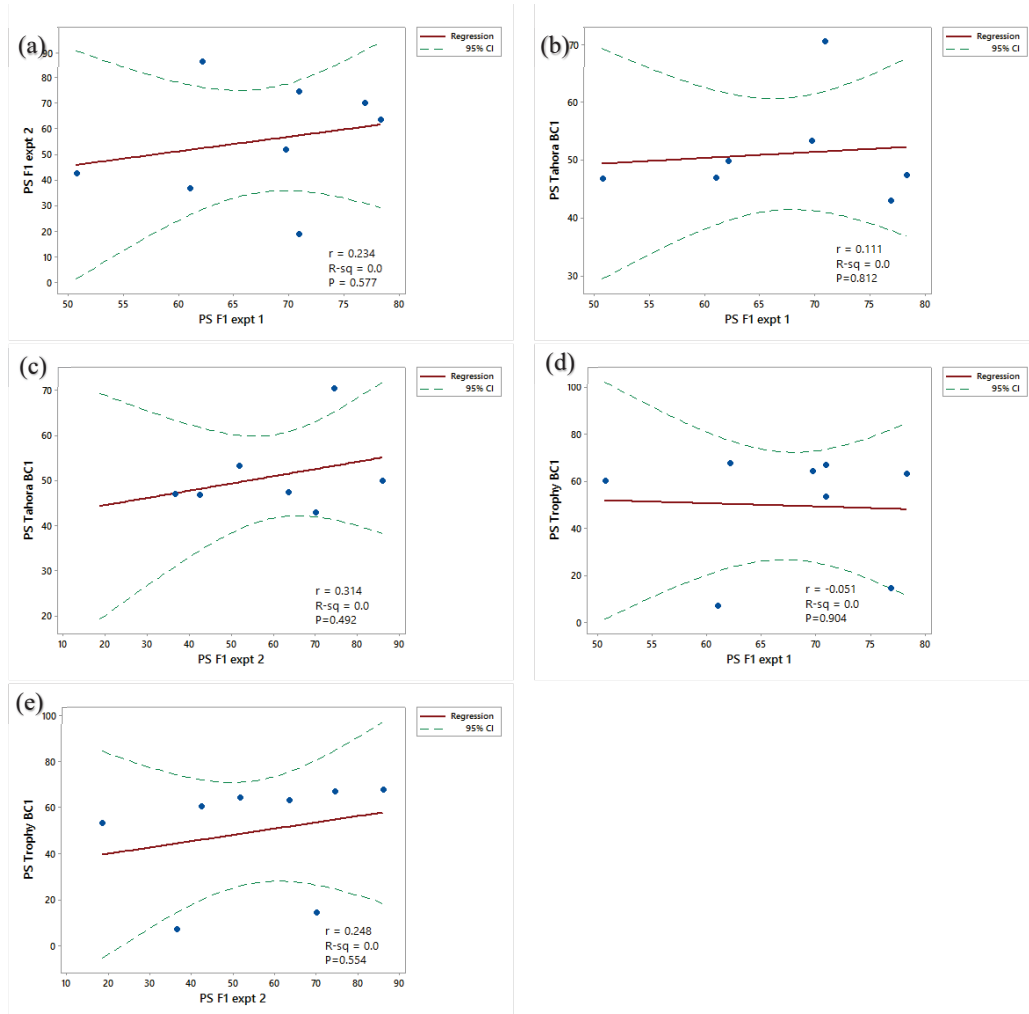 (a)
Regression
95% CI
PS F1 expt 2
90
80
70
60
50
40
30
20
10
0
r = 0.234
R-sq = 0.0
P = 0.577
50 55 60 65 70 75 80
PS F1 expt 1
(b)
Regression
95% CI
PS Tahora BC1
70
60
50
40
30
r = 0.111
R-sq = 0.0
P=0.812
50 55 60 65 70 75 80
PS F1 expt 1
(c)
Regression
95% CI
PS Tahora BC1
70
60
50
40
30
20
r = 0.314
R-sq = 0.0
P=0.492
10 20 30 40 50 60 70 80 90
PS F1 expt 2
(d)
Regression
95% CI
PS Trophy BC1
100
80
60
40
20
0
r = -0.051
R-sq = 0.0
P=0.904
50 55 60 65 70 75 80
PS F1 expt 1
(e)
Regression
95% CI
PS Trophy BC1
100
80
60
40
20
0
r = 0.248
R-sq = 0.0
P=0.554
10 20 30 40 50 60 70 80 90
PS F1 expt 2